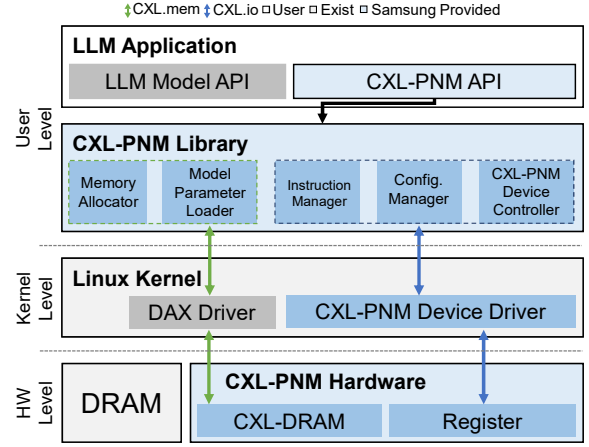 CXL.mem CXL.io User Exist Samsung Provided
LLM Application
LLM Model API
CXL-PNM API
User
Level
CXL-PNM Library
Memory
Allocator
Model
Parameter
Loader
Instruction
Manager
Config.
Manager
CXL-PNM
Device
Controller
Kernel
Level
Linux Kernel
DAX Driver
CXL-PNM Device Driver
HW
Level
DRAM
CXL-PNM Hardware
CXL-DRAM
Register